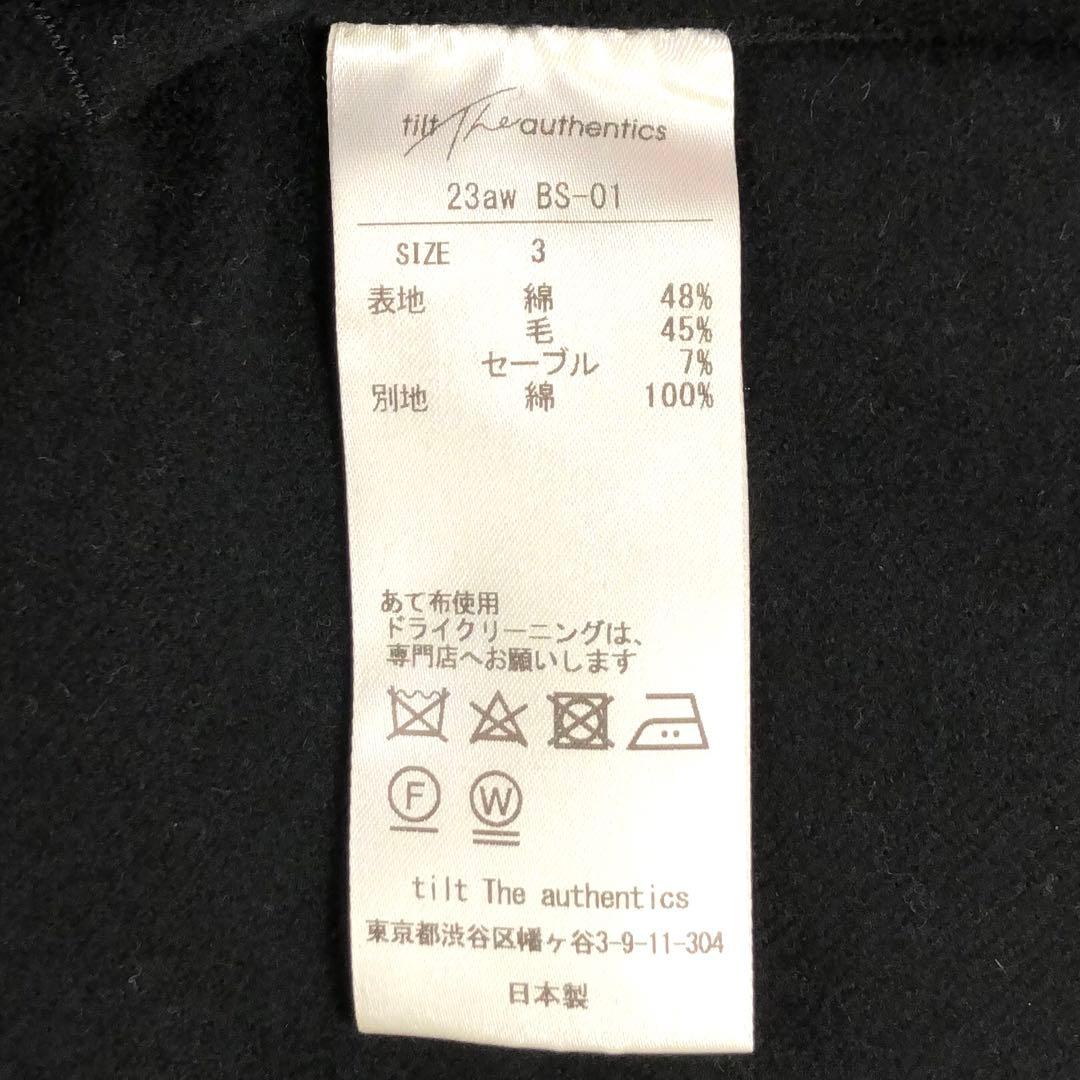 tilt The authentics
23aw BS-01
SIZE 3
表地 綿 48%
毛 45%
セーブル 7%
別地 綿 100%
あて布使用
ドライクリーニングは、
専門店へお願いします
F W
tilt The authentics
東京都渋谷区幡ヶ谷3-9-11-304
日本製